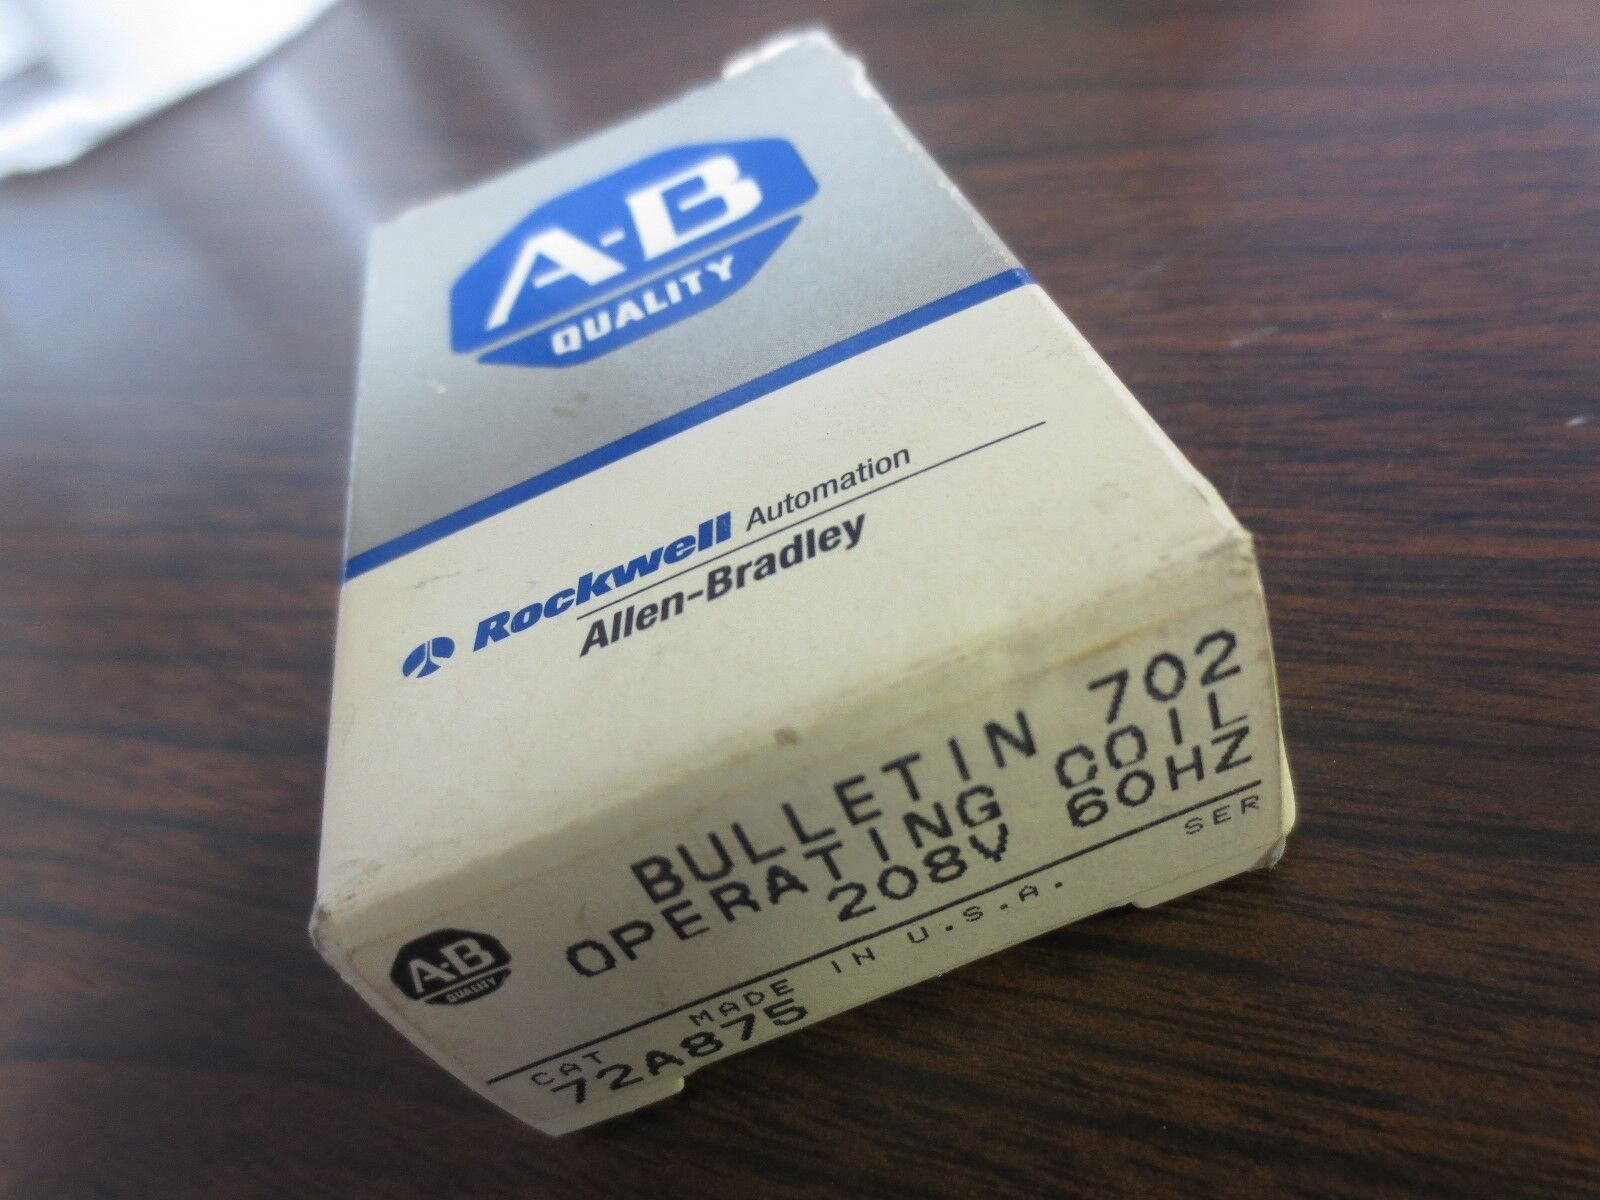 A-B
QUALITY
Rockwell Automation
Allen-Bradley
BULLETIN 702
OPERATING COIL
208V 60HZ
A-B
QUALITY
CAT MADE IN U.S.A. SER
72A875